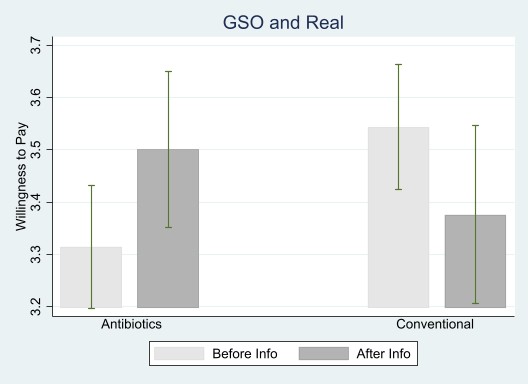 GSO and Real
Willingness to Pay
3.7
3.6
3.5
3.4
3.3
3.2
Antibiotics Conventional
Before Info After Info